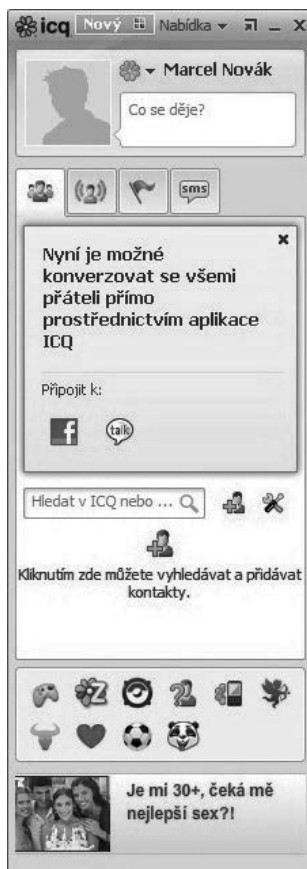 icq Nový Nabídka
Marcel Novák
Co se děje?
sms
Nyní je možné
konverzovat se všemi
přáteli přímo
prostřednictvím aplikace
ICQ
Připojit k:
f talk
Hledat v ICQ nebo ...
Kliknutím zde můžete vyhledávat a přidávat
kontakty.
Z
Je mi 30+, čeká mě
nejlepší sex?!